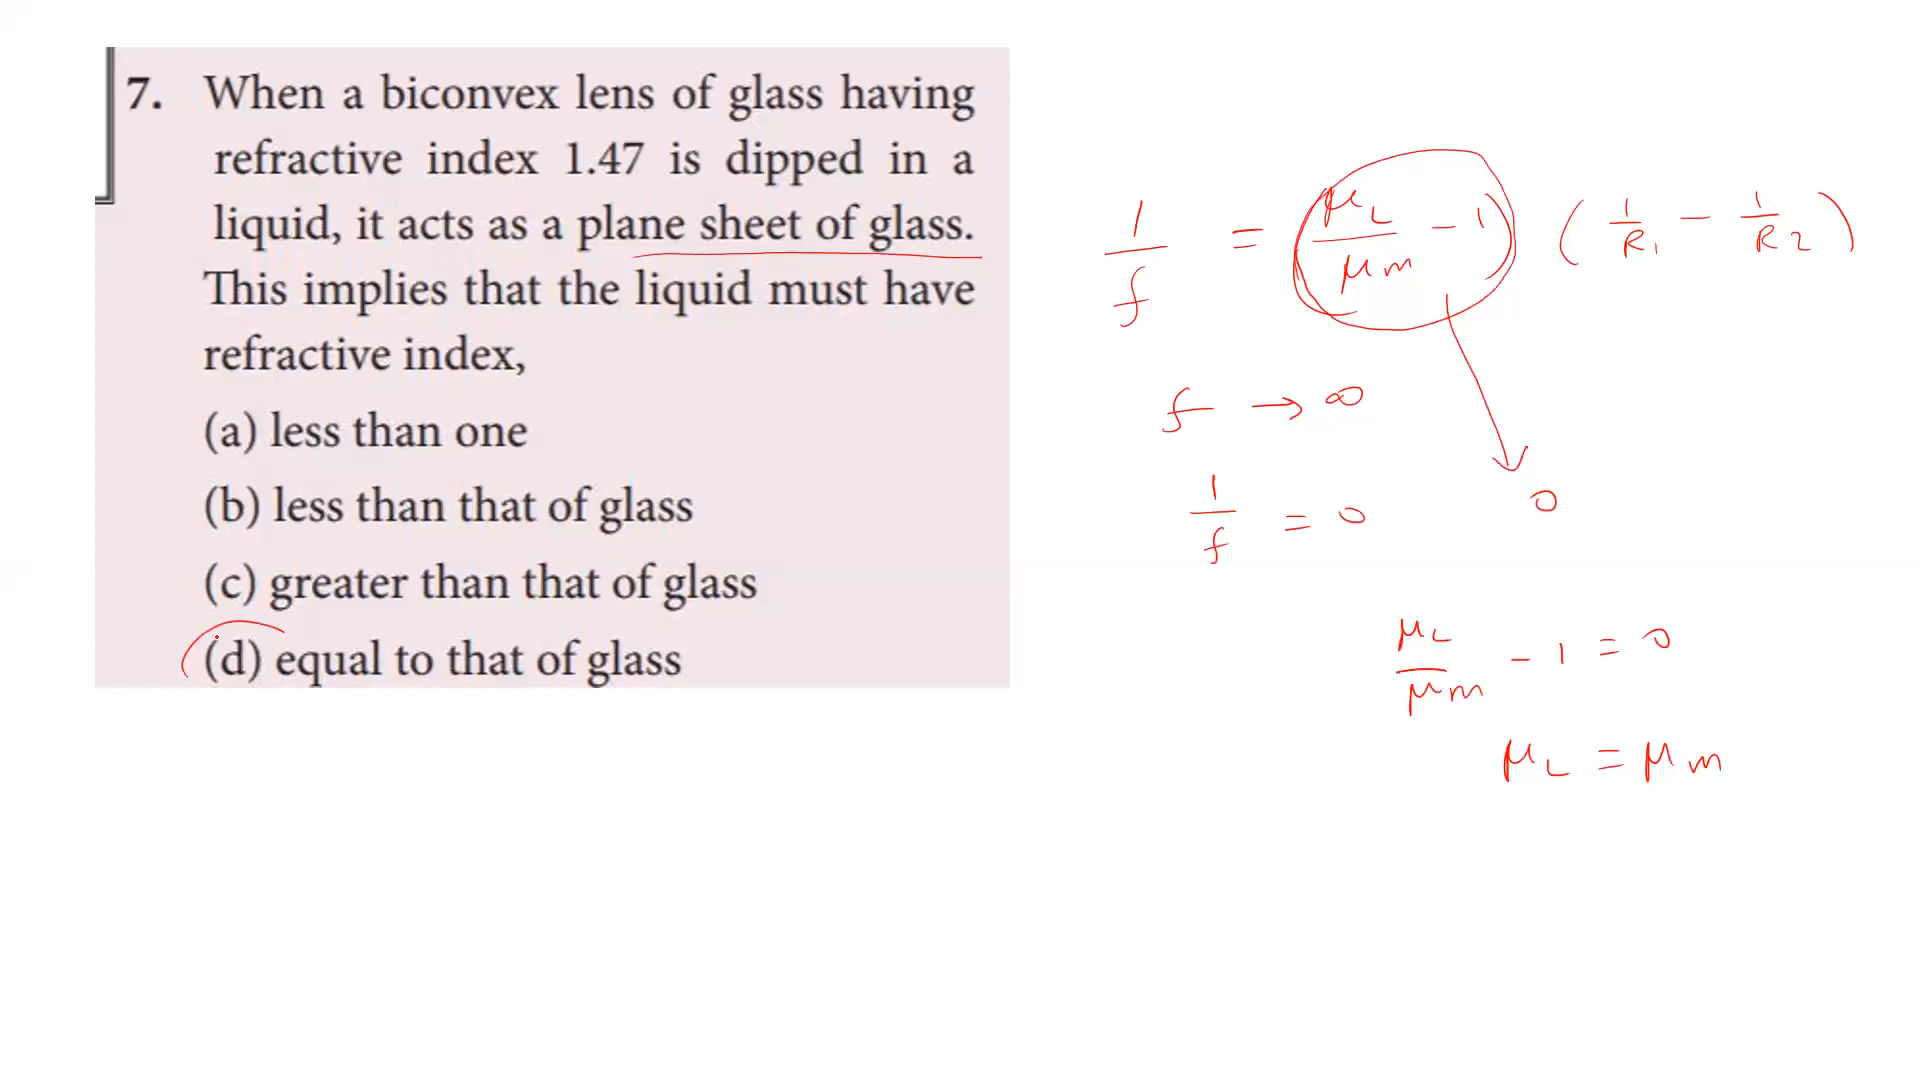 7. When a biconvex lens of glass having
refractive index 1.47 is dipped in a
liquid, it acts as a plane sheet of glass.
This implies that the liquid must have
refractive index,
(a) less than one
(b) less than that of glass
(c) greater than that of glass
(d) equal to that of glass
1/f = (μL/μm - 1) (1/R1 - 1/R2)
f → ∞
0
1/f = 0
μL/μm - 1 = 0
μL = μm